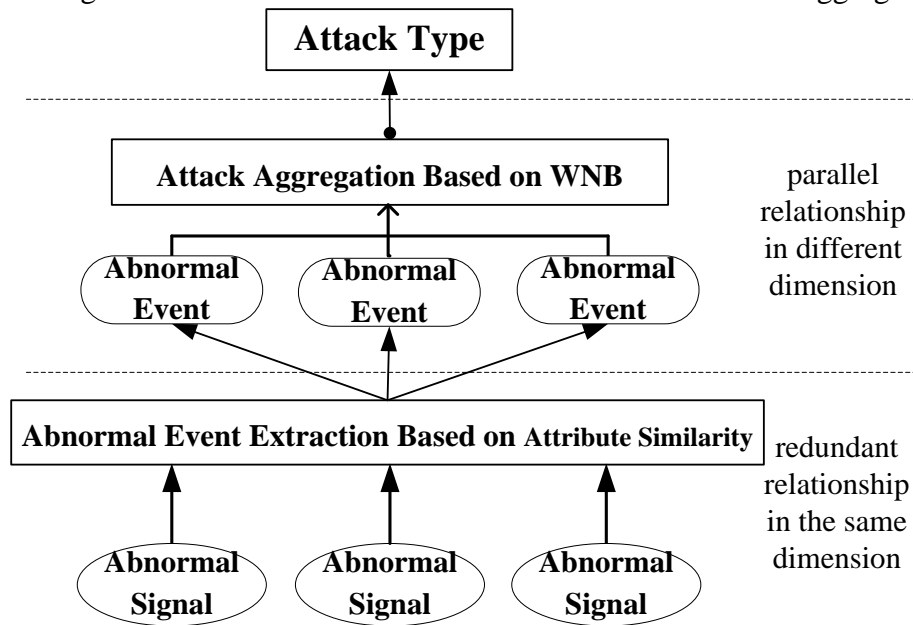 Attack Type
Attack Aggregation Based on WNB
parallel
relationship
in different
dimension
Abnormal
Event
Abnormal
Event
Abnormal
Event
Abnormal Event Extraction Based on Attribute Similarity
redundant
relationship
in the same
dimension
Abnormal
Signal
Abnormal
Signal
Abnormal
Signal